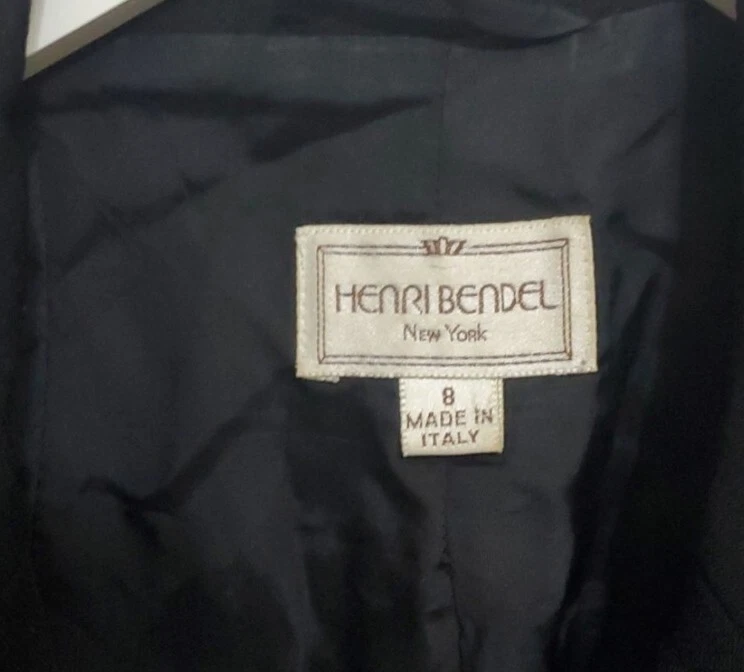 HENRI BENDEL
NEW YORK
8
MADE IN
ITALY